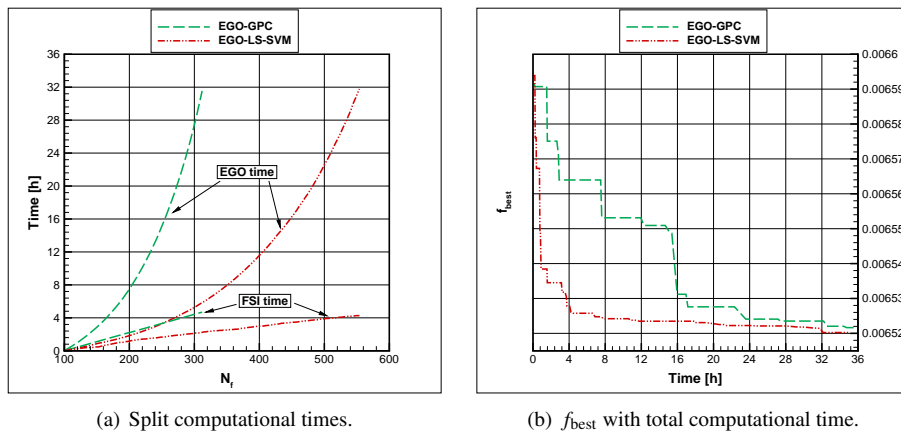 EGO-GPC
EGO-LS-SVM
36
32
28
24
20
16
12
8
4
0
Time [h]
EGO time
FSI time
100
200
300
400
500
600
N_f
(a) Split computational times.
EGO-GPC
EGO-LS-SVM
f_best
0.0066
0.00659
0.00658
0.00657
0.00656
0.00655
0.00654
0.00653
0.00652
0
4
8
12
16
20
24
28
32
36
Time [h]
(b) f_best with total computational time.